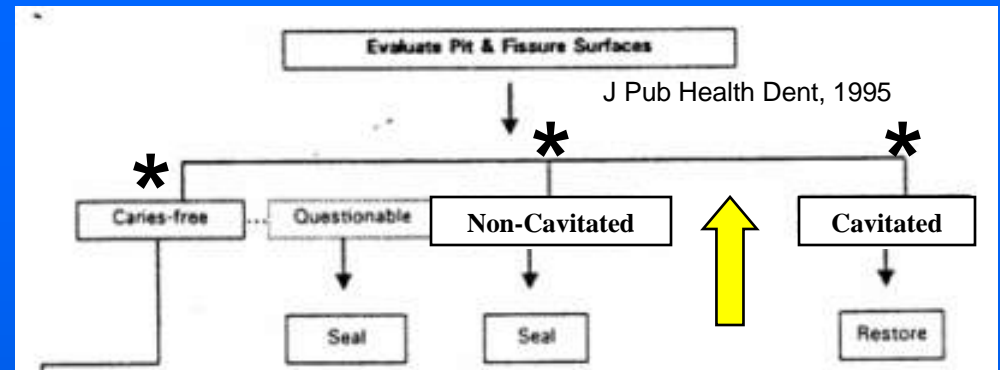 Evaluate Pit & Fissure Surfaces
J Pub Health Dent, 1995
* * *
Caries-free ... Questionable Non-Cavitated Cavitated
Seal Seal Restore